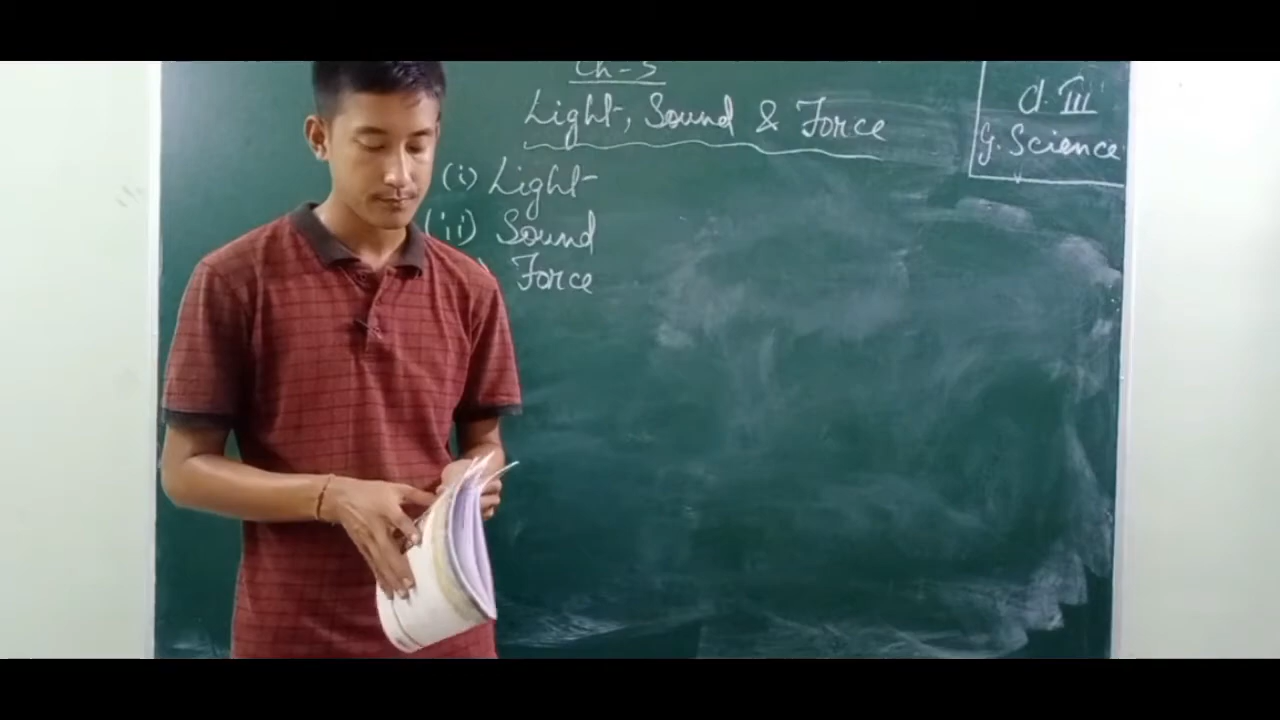 Ch-5
Light, Sound & Force
(i) Light
(ii) Sound
) Force
cl. III
G. Science